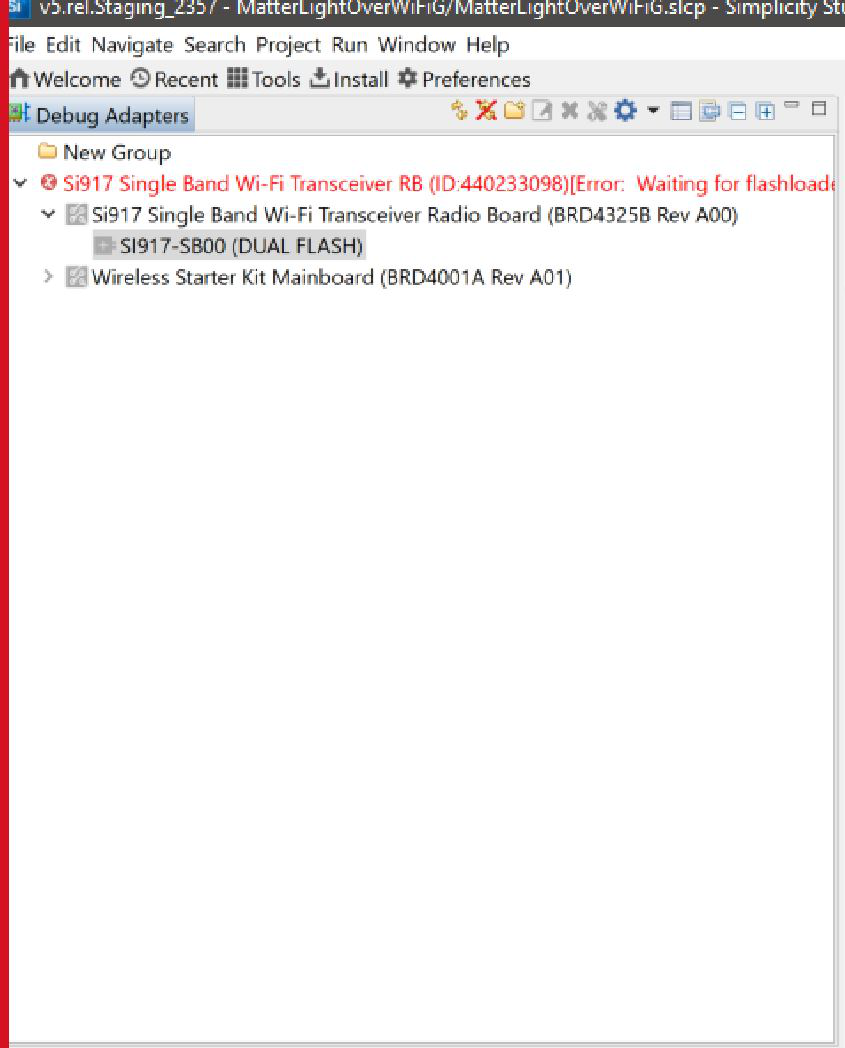 v5.rel.Staging_2357 - MatterLightOverWiFiG/MatterLightOverWiFiG.slcp - Simplicity Stu
File Edit Navigate Search Project Run Window Help
Welcome Recent Tools Install Preferences
Debug Adapters
New Group
Si917 Single Band Wi-Fi Transceiver RB (ID:440233098)[Error: Waiting for flashloade
Si917 Single Band Wi-Fi Transceiver Radio Board (BRD4325B Rev A00)
SI917-SB00 (DUAL FLASH)
Wireless Starter Kit Mainboard (BRD4001A Rev A01)